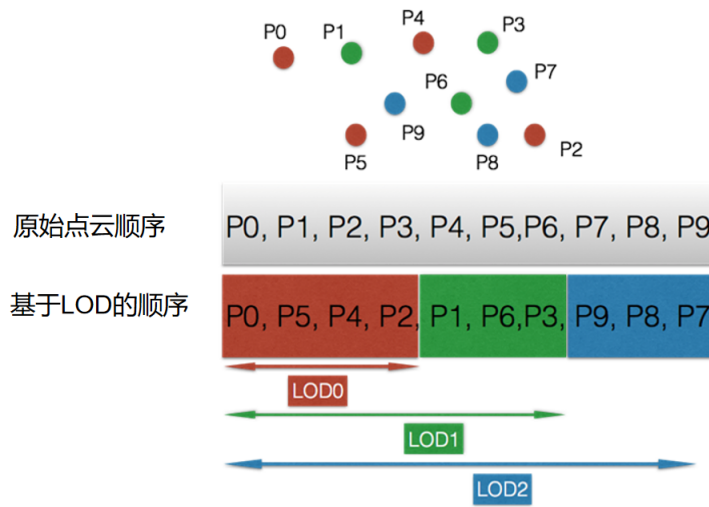 P0 P1 P4 P3
P6 P7
P9
P5 P8 P2
原始点云顺序
P0, P1, P2, P3, P4, P5,P6, P7, P8, P9
基于LOD的顺序
P0, P5, P4, P2, P1, P6,P3, P9, P8, P7
LOD0
LOD1
LOD2